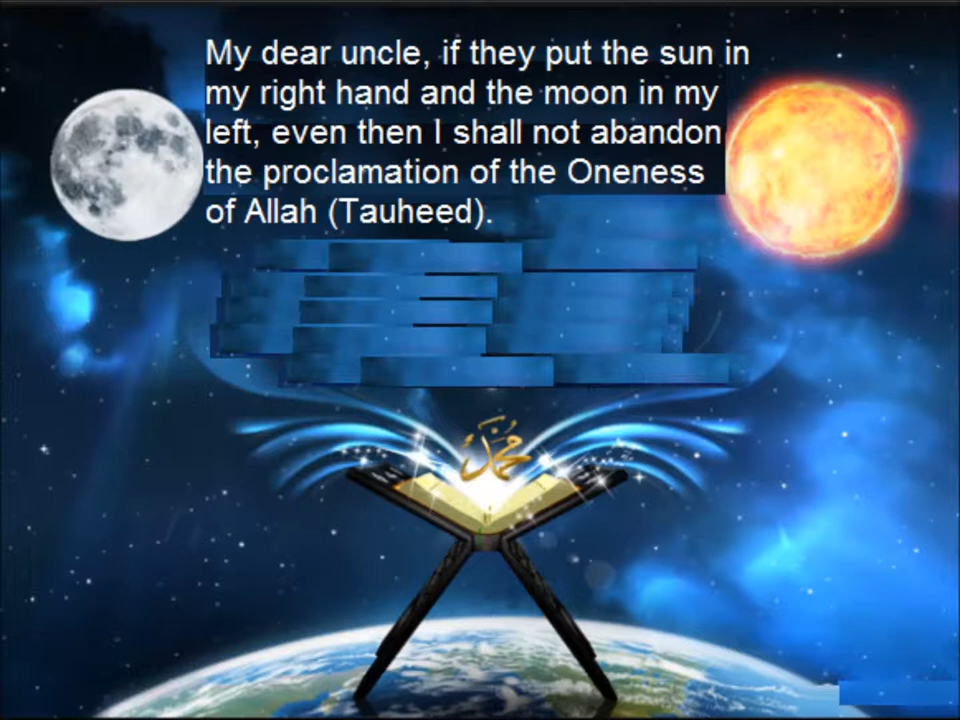 My dear uncle, if they put the sun in
my right hand and the moon in my
left, even then I shall not abandon
the proclamation of the Oneness
of Allah (Tauheed).
محمد